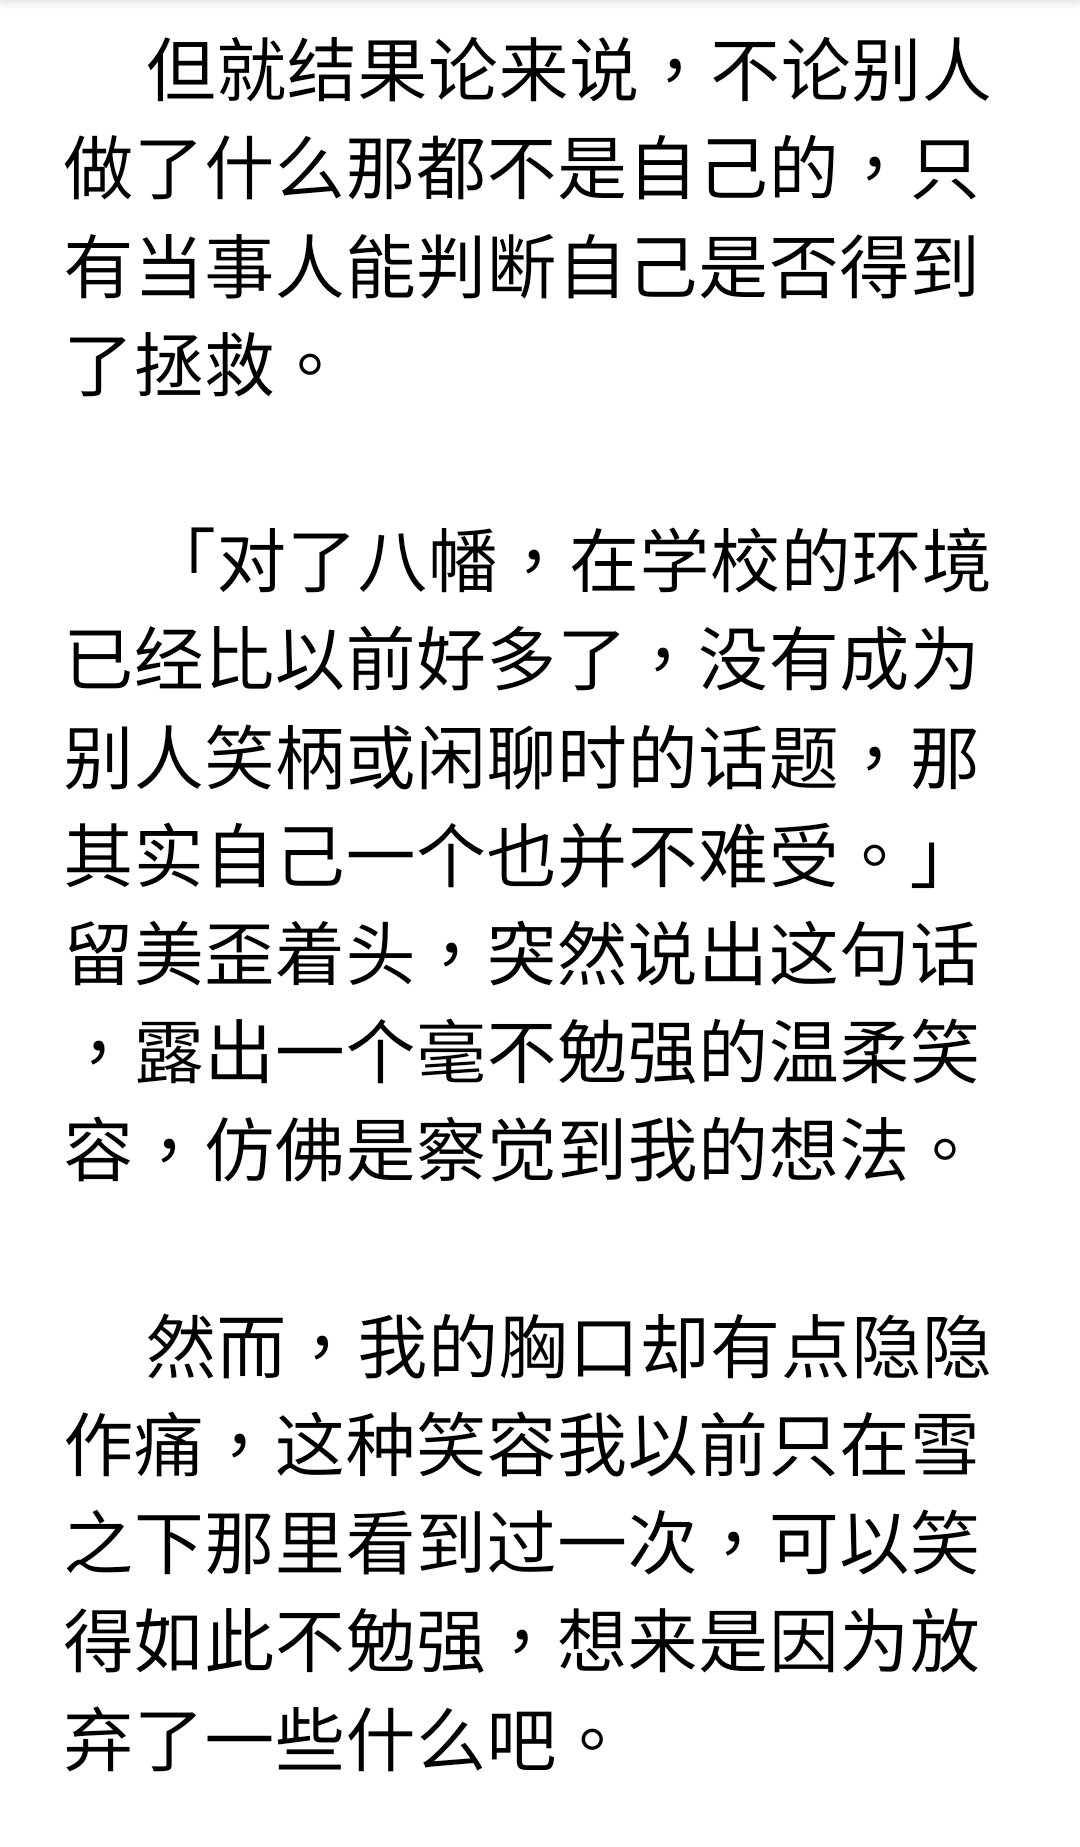 但就结果论来说，不论别人
做了什么那都不是自己的，只
有当事人能判断自己是否得到
了拯救。
「对了八幡，在学校的环境
已经比以前好多了，没有成为
别人笑柄或闲聊时的话题，那
其实自己一个也并不难受。」
留美歪着头，突然说出这句话
，露出一个毫不勉强的温柔笑
容，仿佛是察觉到我的想法。
然而，我的胸口却有点隐隐
作痛，这种笑容我以前只在雪
之下那里看到过一次，可以笑
得如此不勉强，想来是因为放
弃了一些什么吧。